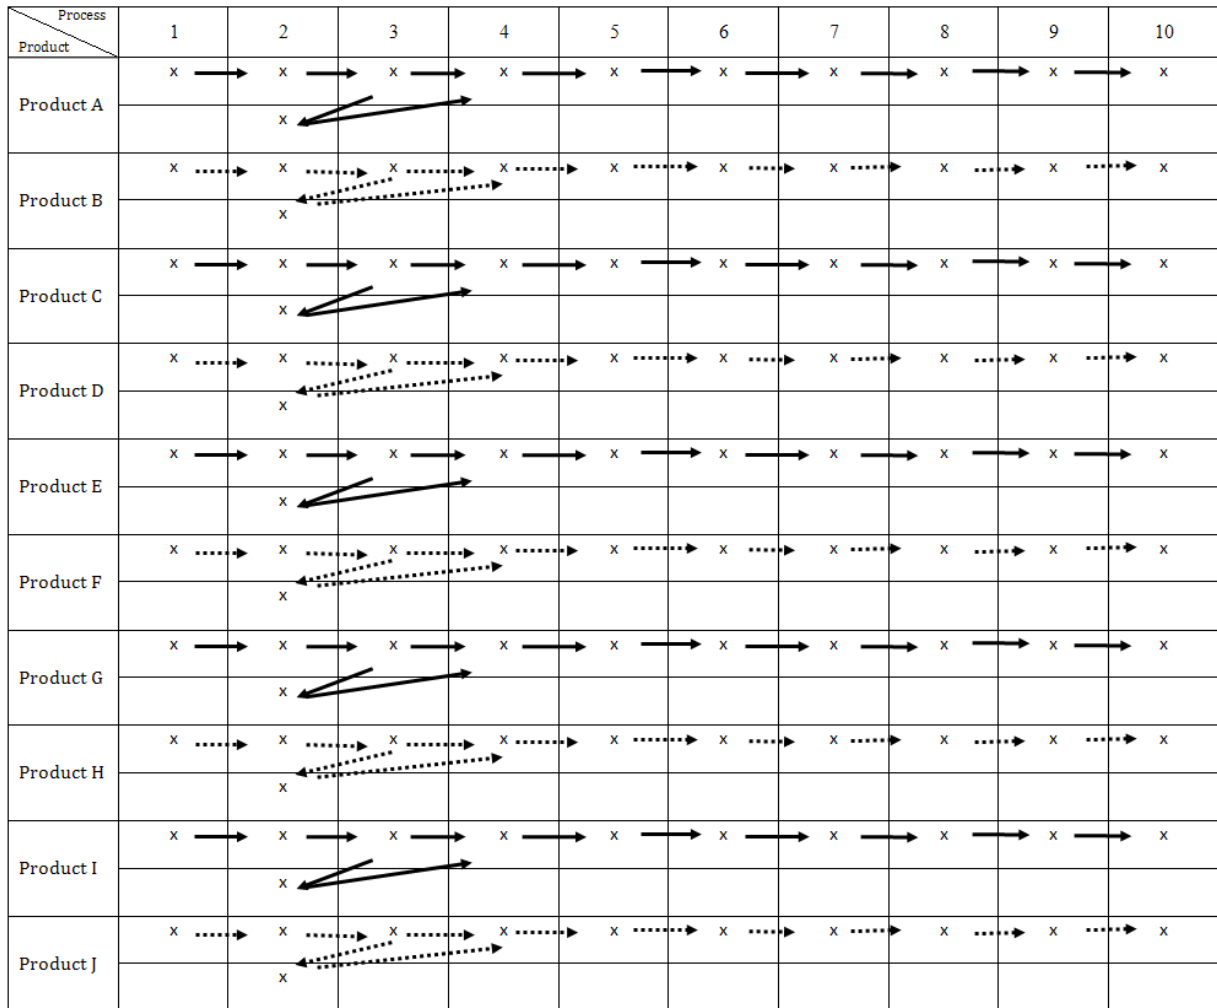 Process
Product
1 2 3 4 5 6 7 8 9 10
x x x x x x x x x x
Product A
x
x x x x x x x x x x
Product B
x
x x x x x x x x x x
Product C
x
x x x x x x x x x x
Product D
x
x x x x x x x x x x
Product E
x
x x x x x x x x x x
Product F
x
x x x x x x x x x x
Product G
x
x x x x x x x x x x
Product H
x
x x x x x x x x x x
Product I
x
x x x x x x x x x x
Product J
x